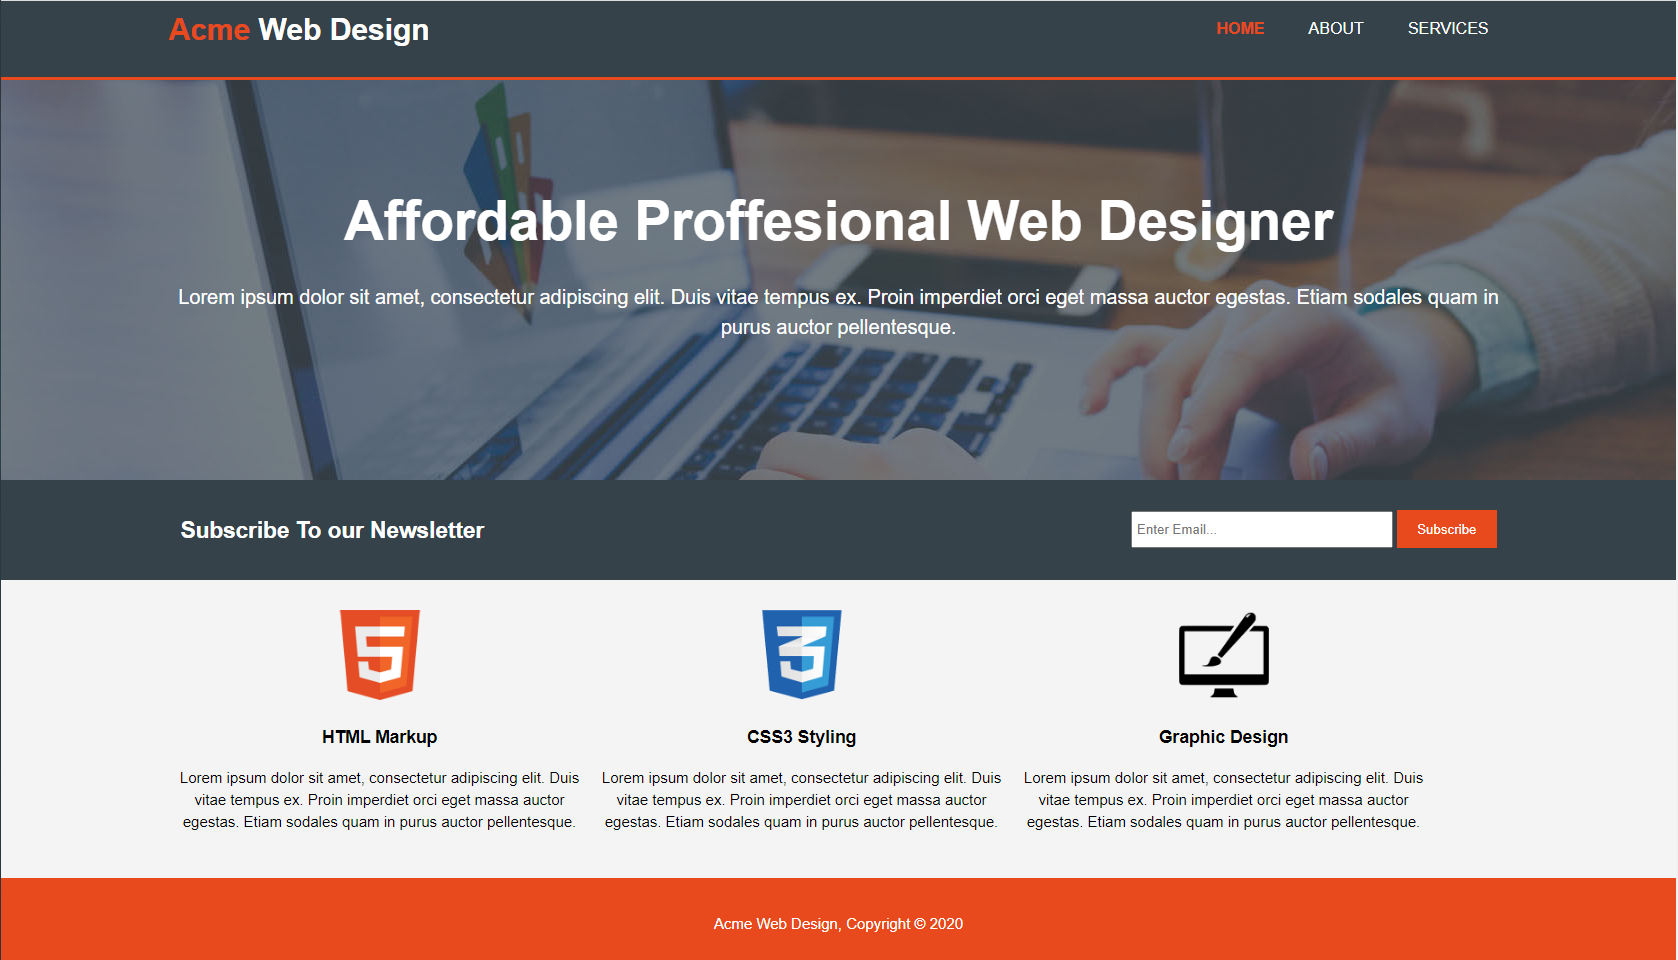 Acme Web Design
HOME ABOUT SERVICES
Affordable Proffesional Web Designer
Lorem ipsum dolor sit amet, consectetur adipiscing elit. Duis vitae tempus ex. Proin imperdiet orci eget massa auctor egestas. Etiam sodales quam in
purus auctor pellentesque.
Subscribe To our Newsletter
Enter Email...
Subscribe
HTML Markup
Lorem ipsum dolor sit amet, consectetur adipiscing elit. Duis
vitae tempus ex. Proin imperdiet orci eget massa auctor
egestas. Etiam sodales quam in purus auctor pellentesque.
CSS3 Styling
Lorem ipsum dolor sit amet, consectetur adipiscing elit. Duis
vitae tempus ex. Proin imperdiet orci eget massa auctor
egestas. Etiam sodales quam in purus auctor pellentesque.
Graphic Design
Lorem ipsum dolor sit amet, consectetur adipiscing elit. Duis
vitae tempus ex. Proin imperdiet orci eget massa auctor
egestas. Etiam sodales quam in purus auctor pellentesque.
Acme Web Design, Copyright © 2020